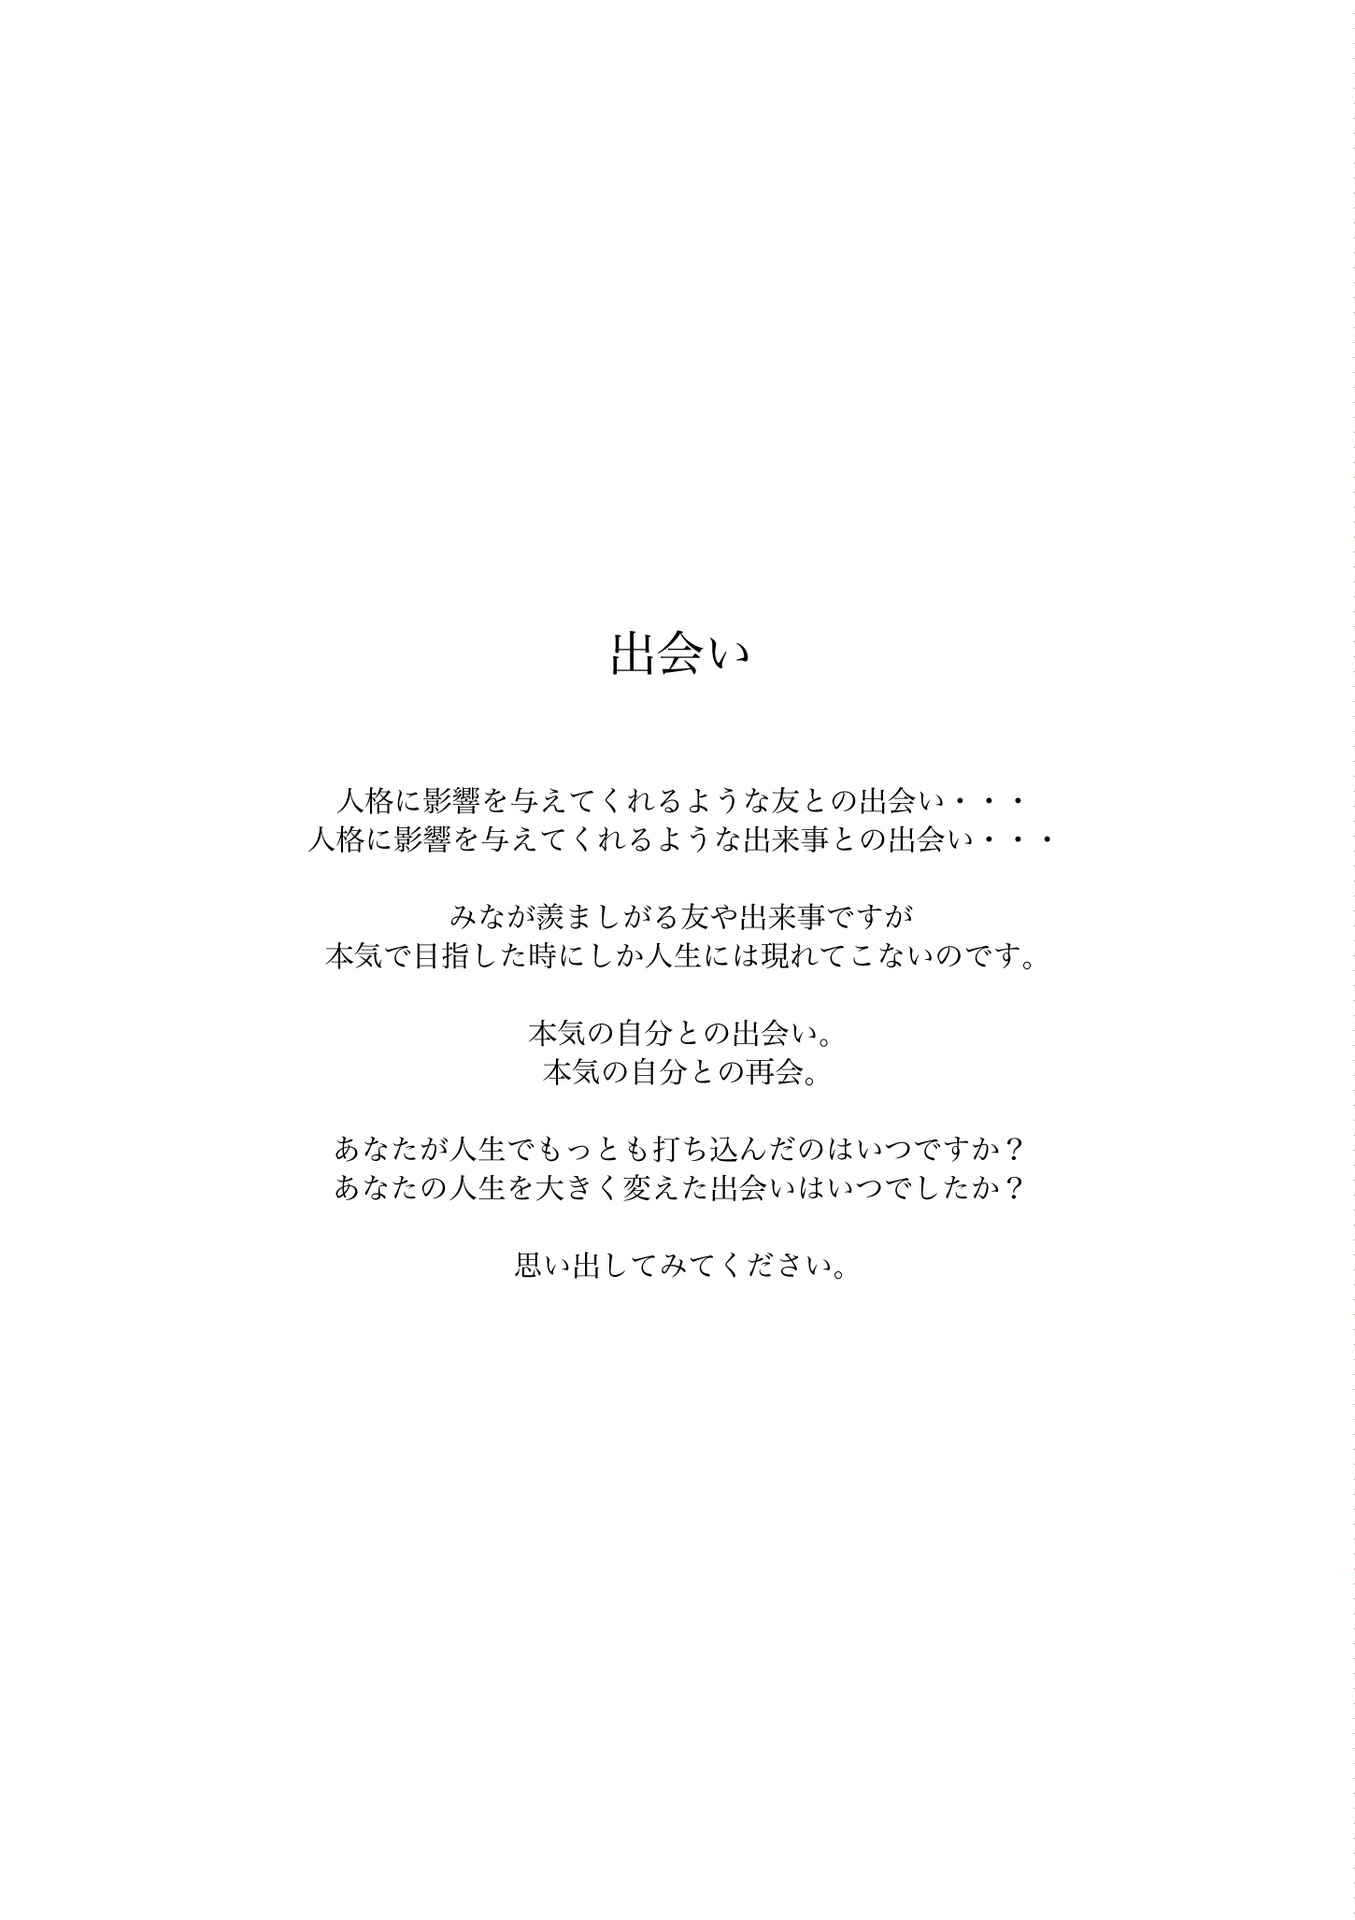 出会い
人格に影響を与えてくれるような友との出会い・・・
人格に影響を与えてくれるような出来事との出会い・・・
みなが羨ましがる友や出来事ですが
本気で目指した時にしか人生には現れてこないのです。
本気の自分との出会い。
本気の自分との再会。
あなたが人生でもっとも打ち込んだのはいつですか？
あなたの人生を大きく変えた出会いはいつでしたか？
思い出してみてください。